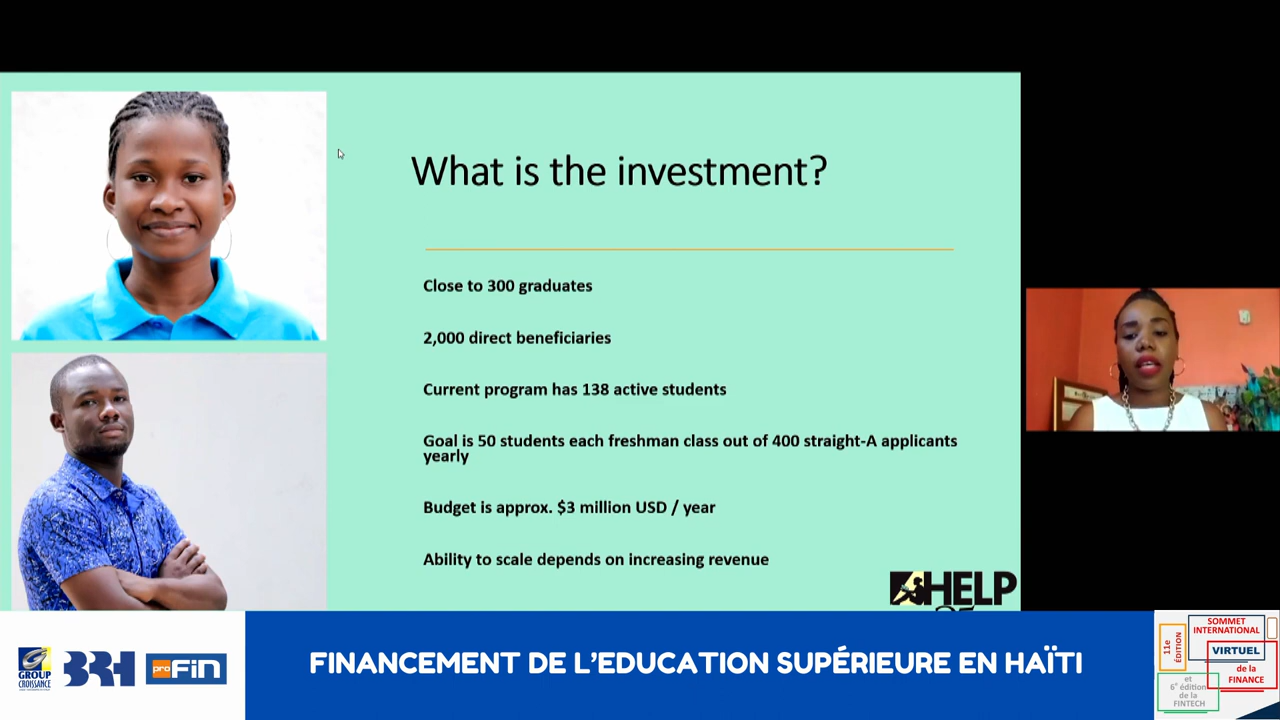 What is the investment?
Close to 300 graduates
2,000 direct beneficiaries
Current program has 138 active students
Goal is 50 students each freshman class out of 400 straight-A applicants
yearly
Budget is approx. $3 million USD / year
Ability to scale depends on increasing revenue
HELP
GROUP
CROISSANCE
BRH
proFin
FINANCEMENT DE L’EDUCATION SUPÉRIEURE EN HAÏTI
11e
ÉDITION
SOMMET
INTERNATIONAL
VIRTUEL
de la
FINANCE
et
6e édition
de la
FINTECH